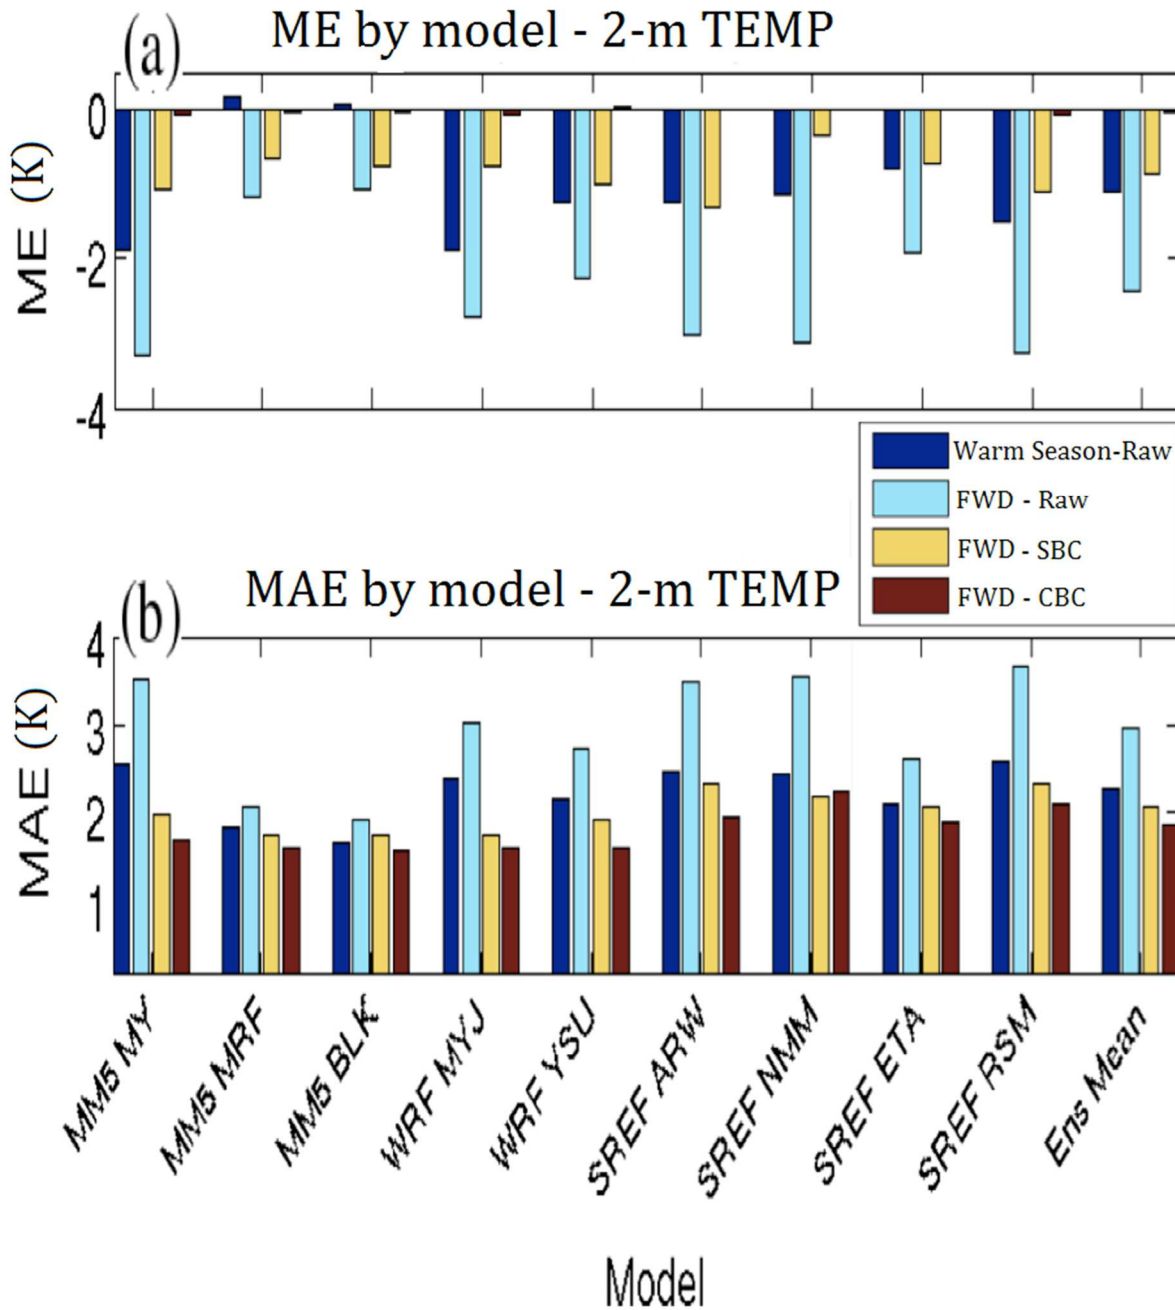 (a)
ME by model - 2-m TEMP
ME (K)
0
-2
-4
Warm Season-Raw
FWD - Raw
FWD - SBC
FWD - CBC
(b)
MAE by model - 2-m TEMP
MAE (K)
4
3
2
1
MM5 MY
MM5 MRF
MM5 BLK
WRF MYJ
WRF YSU
SREF ARW
SREF NMM
SREF ETA
SREF RSM
Ens Mean
Model